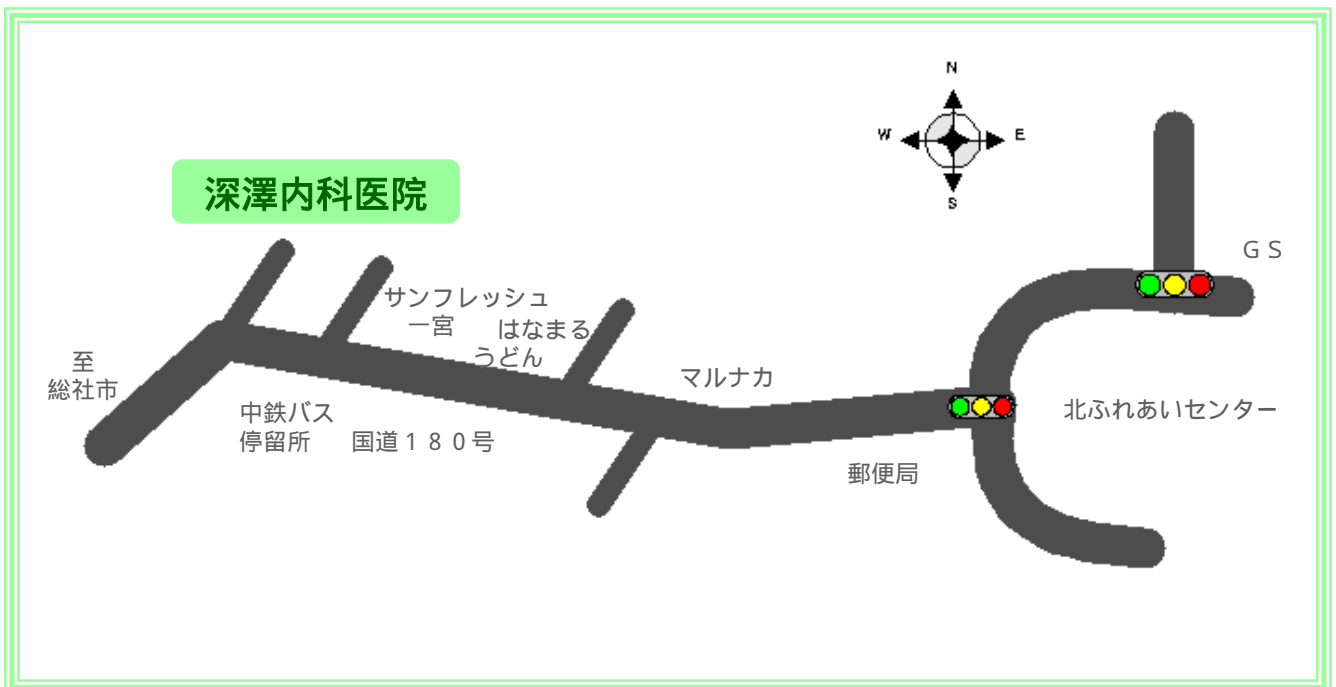 N
W
E
S
深澤内科医院
GS
サンフレッシュ
一宮
はなまる
うどん
至
総社市
マルナカ
中鉄バス
停留所
国道180号
北ふれあいセンター
郵便局